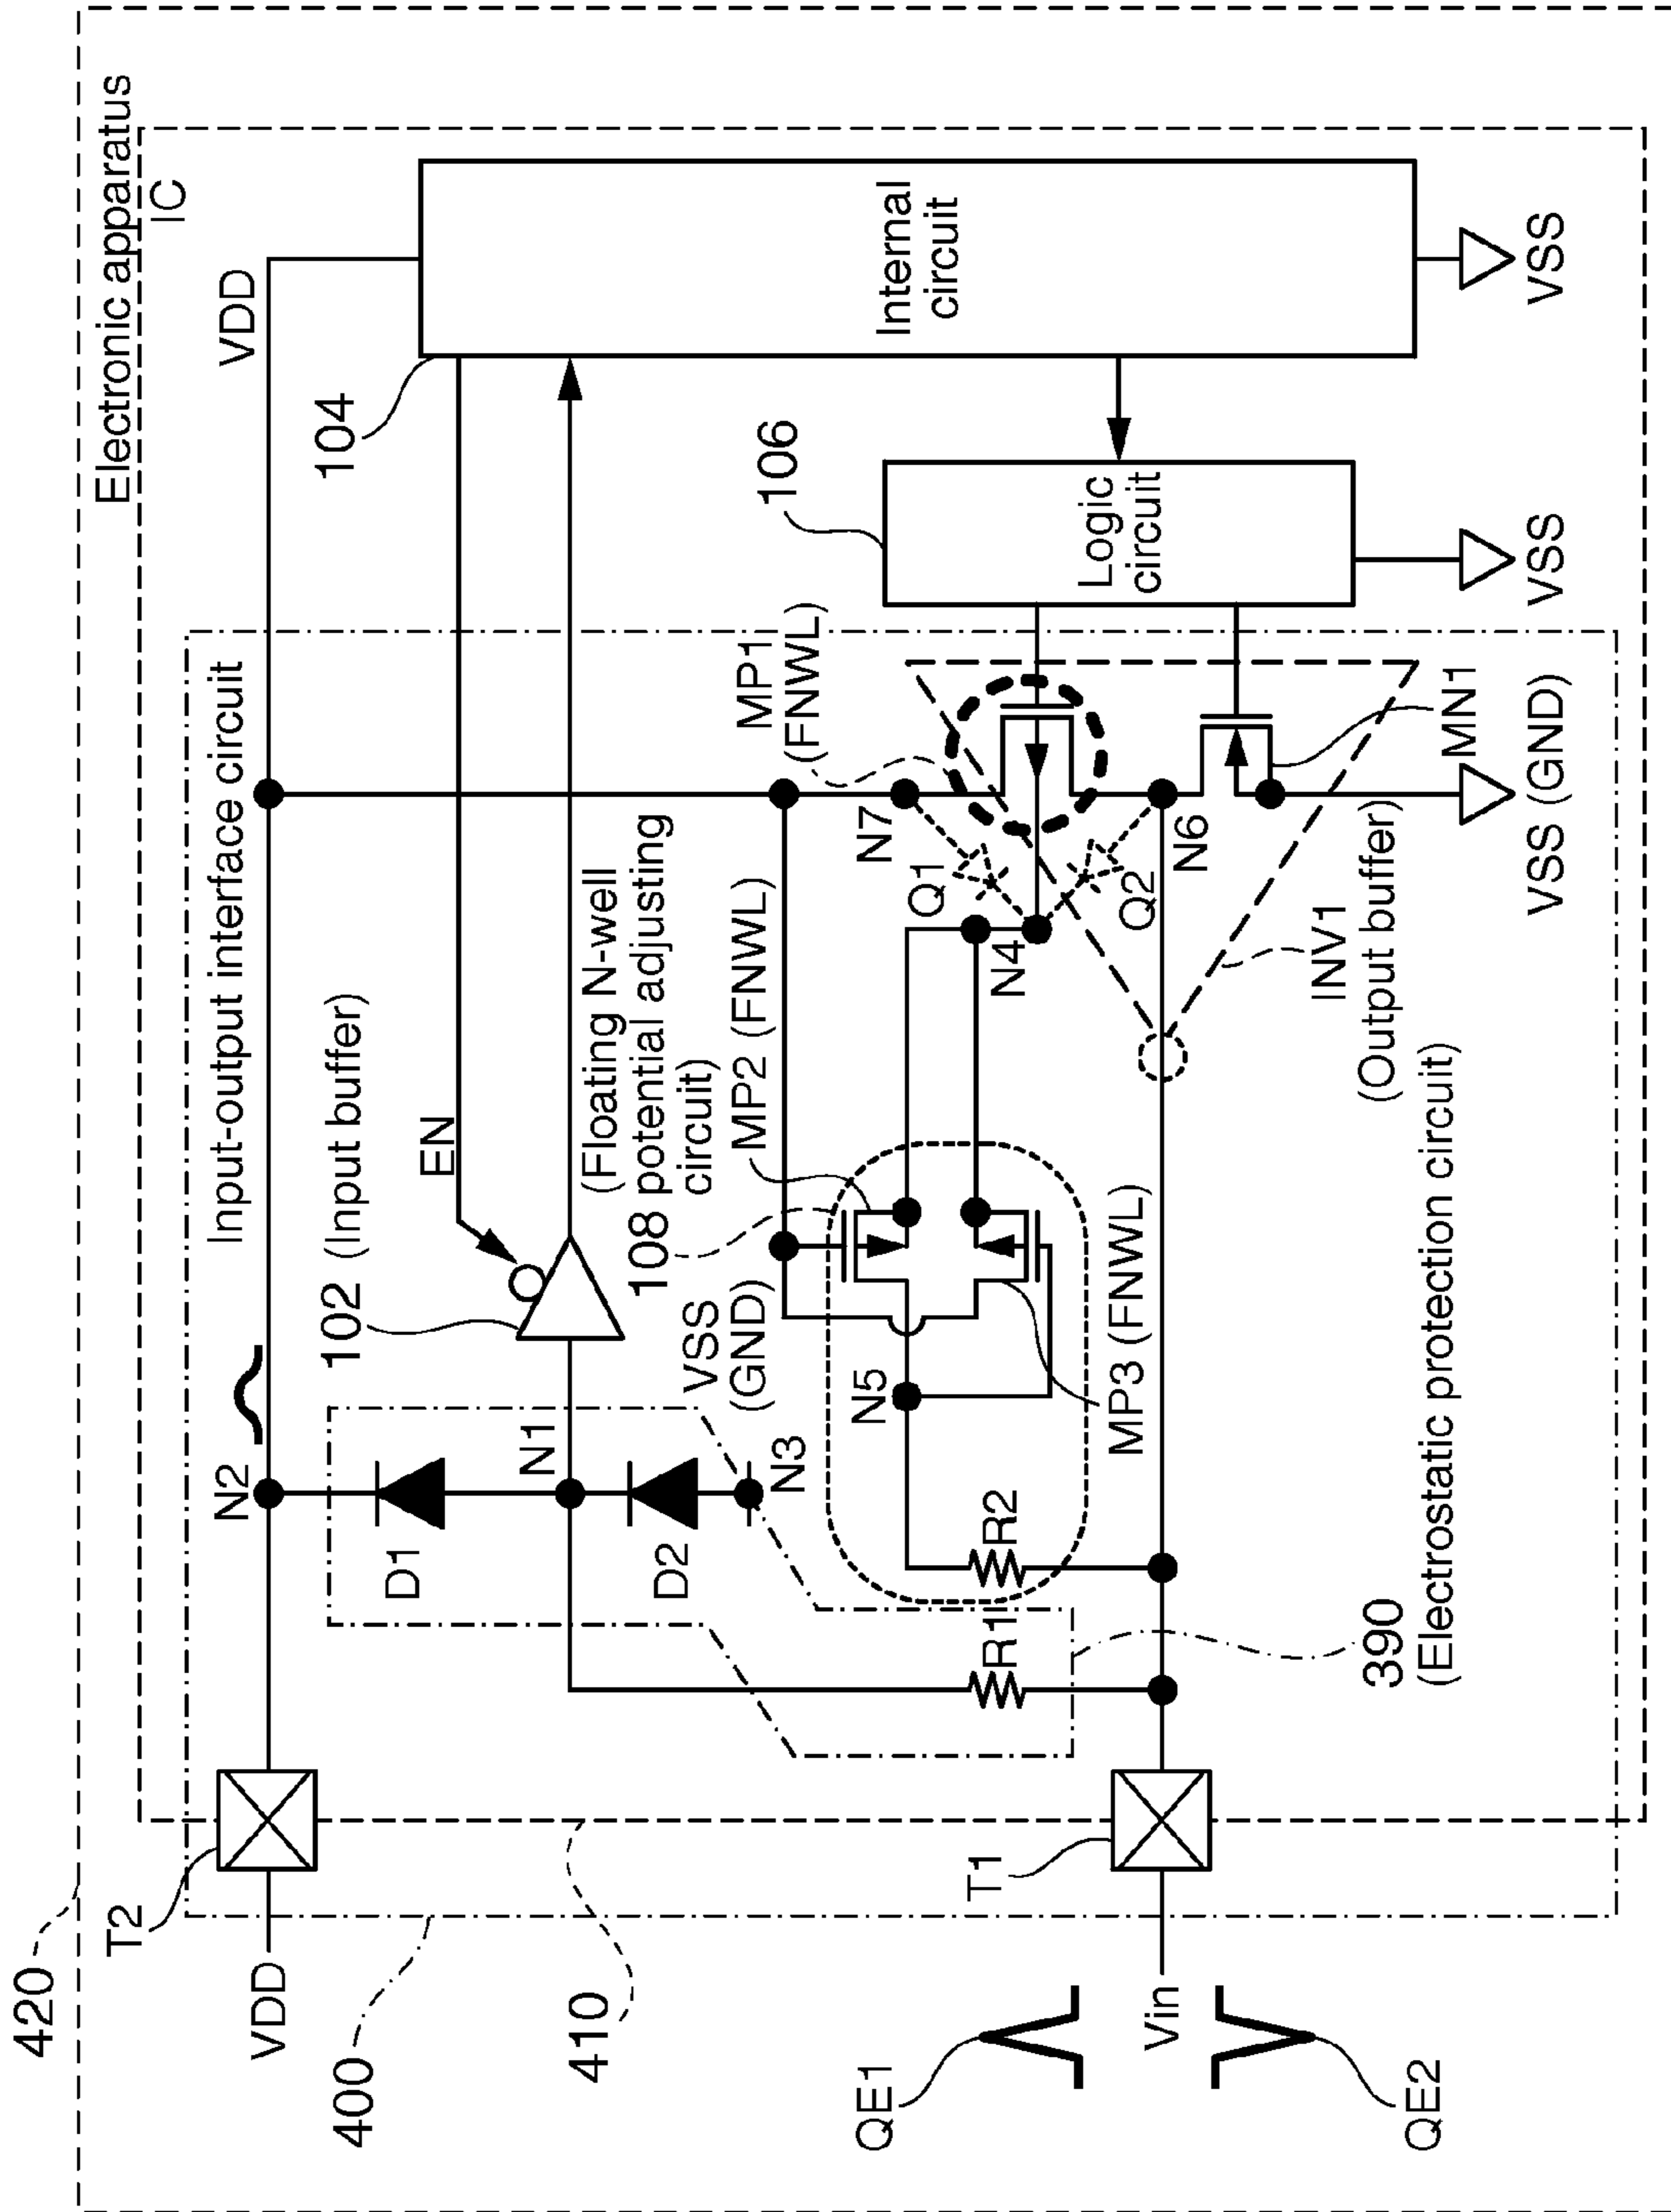 420
Electronic apparatus
IC
T2
VDD
400
410
Input-output interface circuit
N2
VDD
104
EN
102 (Input buffer)
D1
N1
D2
N3
VSS
(GND)
108
(Floating N-well
potential adjusting
circuit)
MP2 (FNWL)
MP1
(FNWL)
106
Internal
circuit
Logic
circuit
N7
Q1
N4
Q2
N6
N5
R1
R2
MP3 (FNWL)
T1
Vin
QE1
QE2
390
(Electrostatic protection circuit)
INV1
(Output buffer)
MN1
VSS (GND)
VSS
VSS